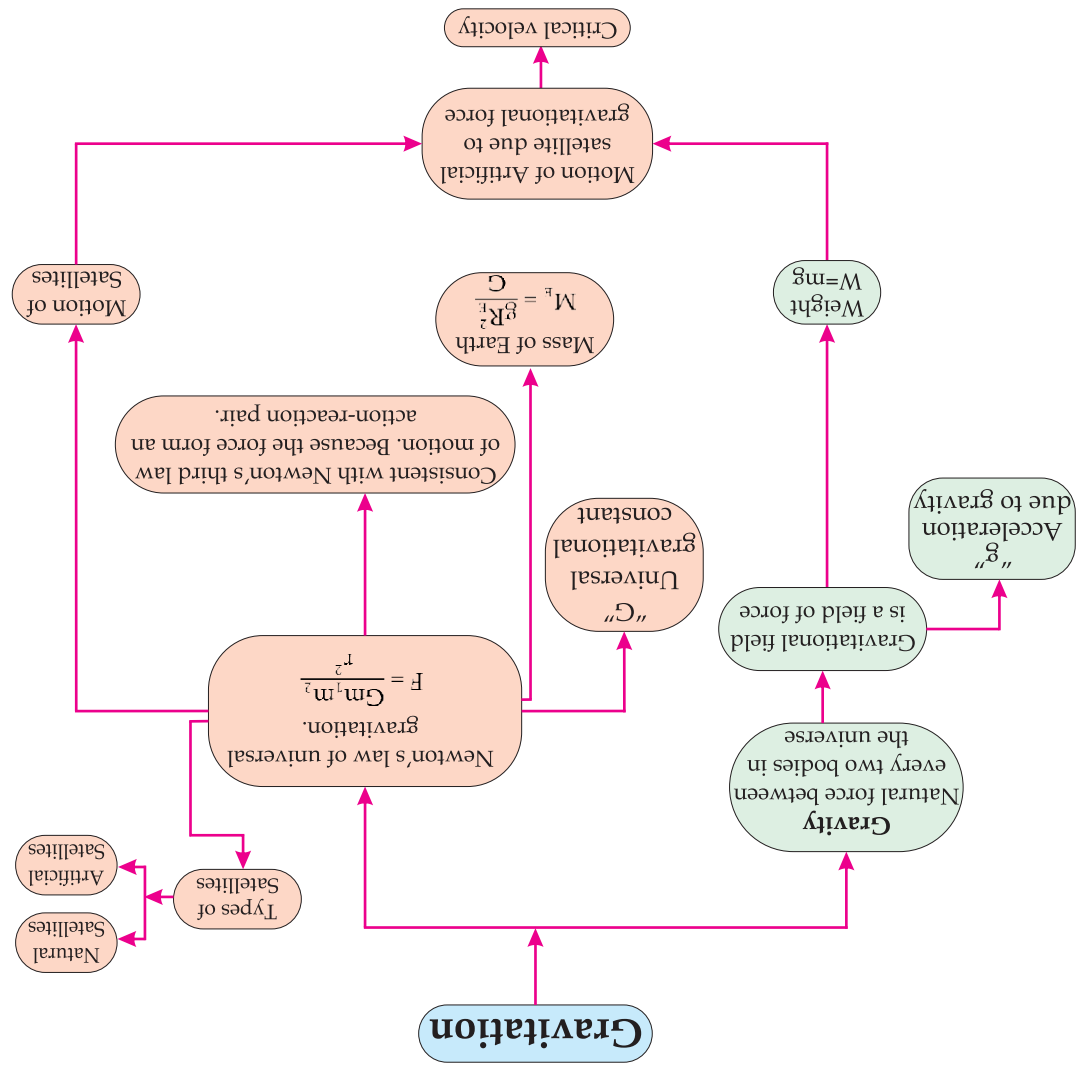 Gravitation
Gravity
Natural force between
every two bodies in
the universe
Gravitational field
is a field of force
"g"
Acceleration
due to gravity
Weight
W=mg
Newton's law of universal
gravitation.
F = Gm₁m₂ / r²
"G"
Universal
gravitational
constant
Consistent with Newton's third law
of motion. Because the force form an
action-reaction pair.
Mass of Earth
M_E = gR_E² / G
Types of
Satellites
Natural
Satellites
Artificial
Satellites
Motion of
Satellites
Motion of Artificial
satellite due to
gravitational force
Critical velocity